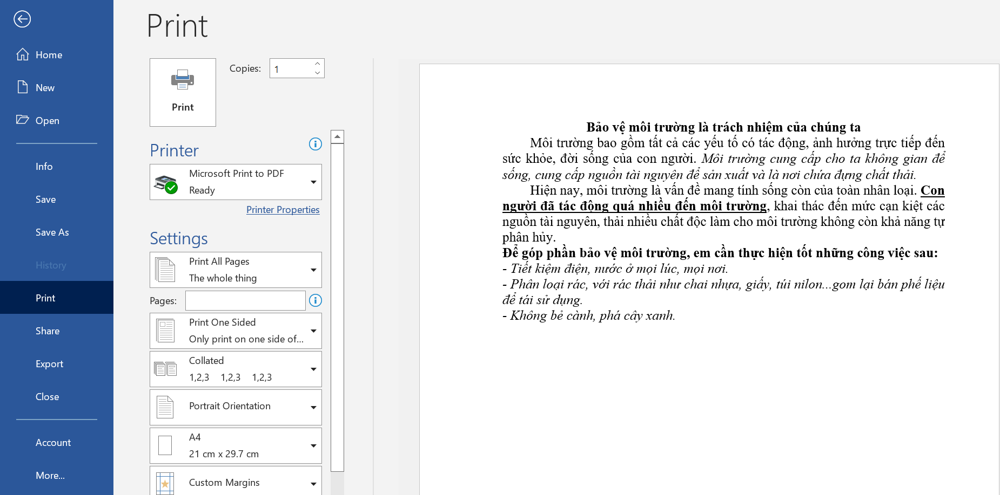 Print
Home
New
Open
Info
Save
Save As
History
Print
Share
Export
Close
Account
More...
Print
Copies:
1
Printer
Microsoft Print to PDF
Ready
Printer Properties
Settings
Print All Pages
The whole thing
Pages:
Print One Sided
Only print on one side of...
Collated
1,2,3 1,2,3 1,2,3
Portrait Orientation
A4
21 cm x 29.7 cm
Custom Margins
Bảo vệ môi trường là trách nhiệm của chúng ta
Môi trường bao gồm tất cả các yếu tố có tác động, ảnh hưởng trực tiếp đến
sức khỏe, đời sống của con người. Môi trường cung cấp cho ta không gian để
sống, cung cấp nguồn tài nguyên để sản xuất và là nơi chứa đựng chất thải.
Hiện nay, môi trường là vấn đề mang tính sống còn của toàn nhân loại. Con
người đã tác động quá nhiều đến môi trường, khai thác đến mức cạn kiệt các
nguồn tài nguyên, thải nhiều chất độc làm cho môi trường không còn khả năng tự
phân hủy.
Để góp phần bảo vệ môi trường, em cần thực hiện tốt những công việc sau:
- Tiết kiệm điện, nước ở mọi lúc, mọi nơi.
- Phân loại rác, với rác thải như chai nhựa, giấy, túi nilon...gom lại bán phế liệu
để tái sử dụng.
- Không bẻ cành, phá cây xanh.